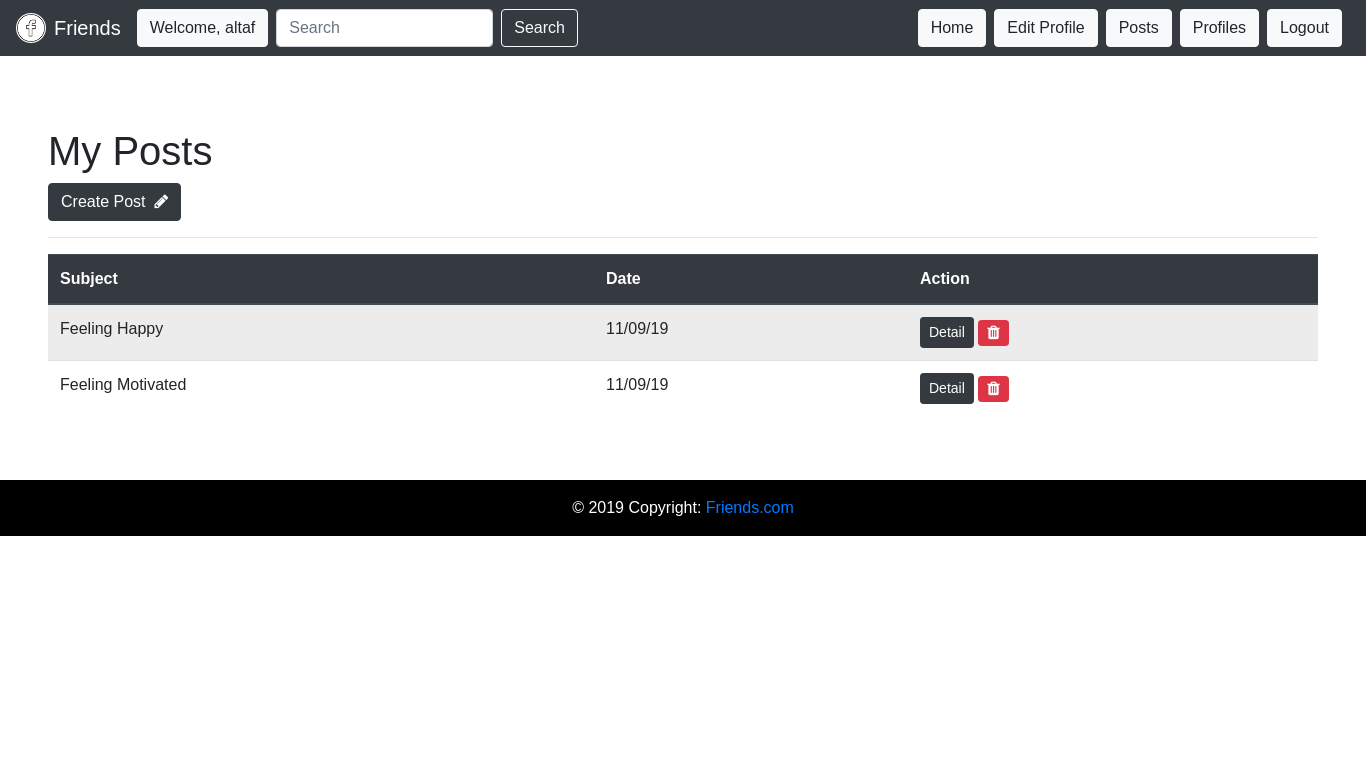 Friends Welcome, altaf Search Search Home Edit Profile Posts Profiles Logout
My Posts
Create Post
Subject Date Action
Feeling Happy 11/09/19 Detail
Feeling Motivated 11/09/19 Detail
© 2019 Copyright: Friends.com